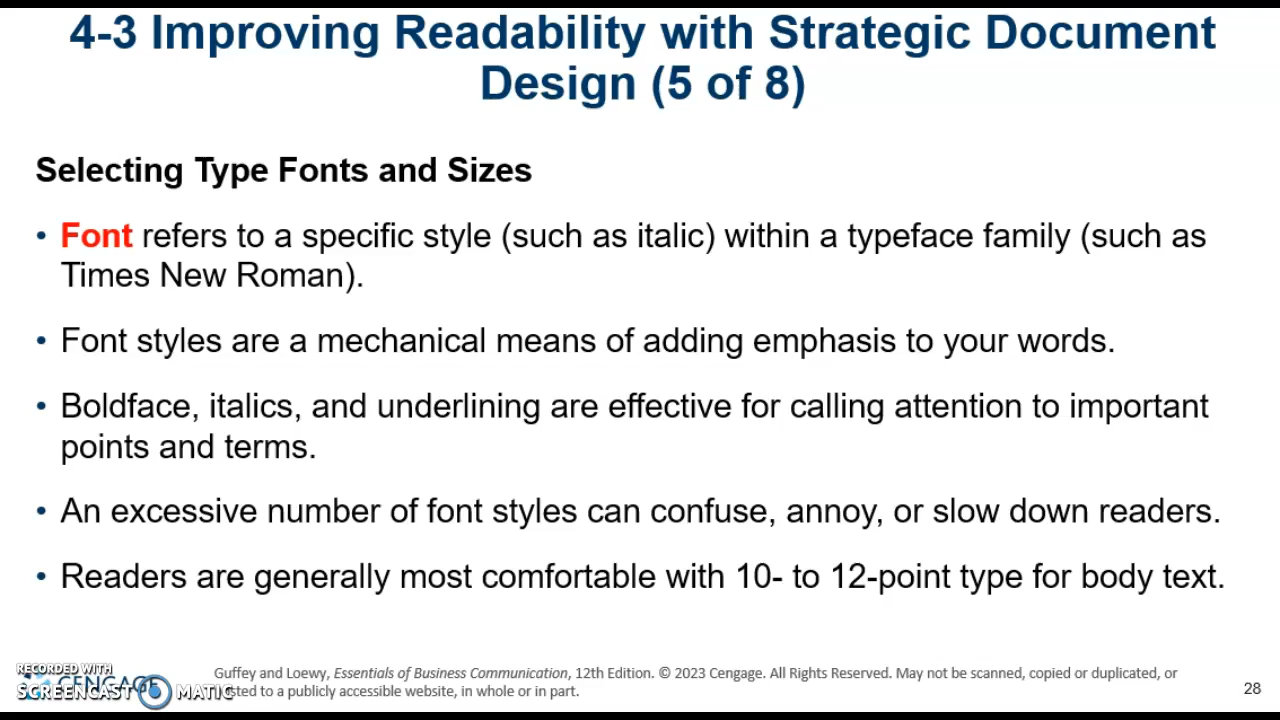 4-3 Improving Readability with Strategic Document
Design (5 of 8)
Selecting Type Fonts and Sizes
• Font refers to a specific style (such as italic) within a typeface family (such as
Times New Roman).
• Font styles are a mechanical means of adding emphasis to your words.
• Boldface, italics, and underlining are effective for calling attention to important
points and terms.
• An excessive number of font styles can confuse, annoy, or slow down readers.
• Readers are generally most comfortable with 10- to 12-point type for body text.
RECORDED WITH
CENGAGE
SCREENCAST MATIC
Guffey and Loewy, Essentials of Business Communication, 12th Edition. © 2023 Cengage. All Rights Reserved. May not be scanned, copied or duplicated, or
to a publicly accessible website, in whole or in part.
28